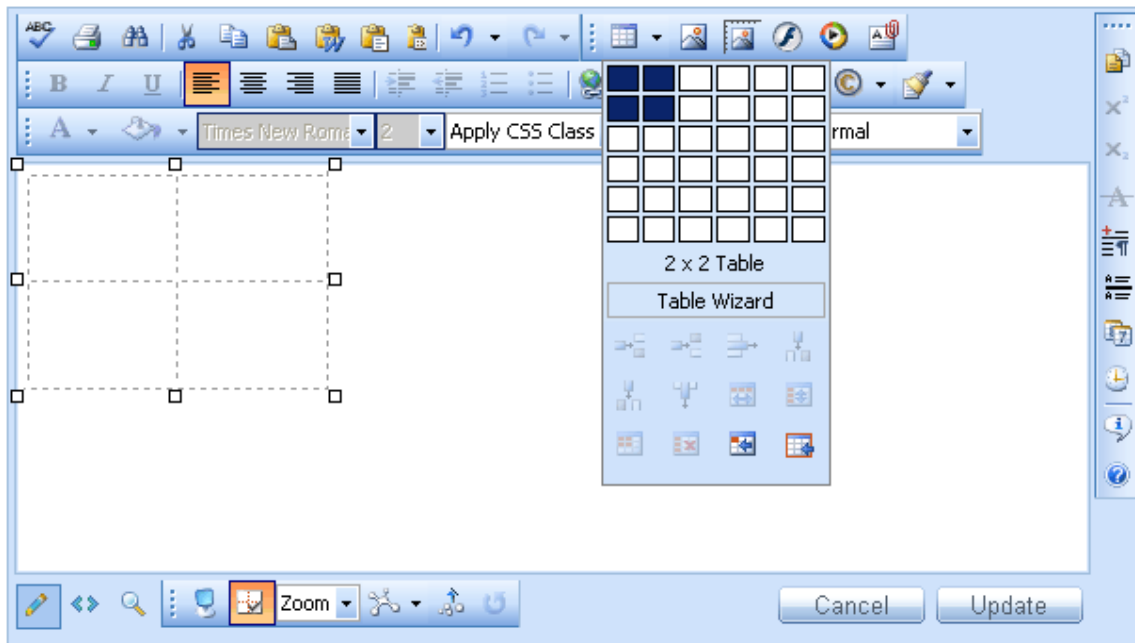 ABC
B I U
A Times New Roma 2 Apply CSS Class rmal
2 x 2 Table
Table Wizard
Zoom
Cancel Update